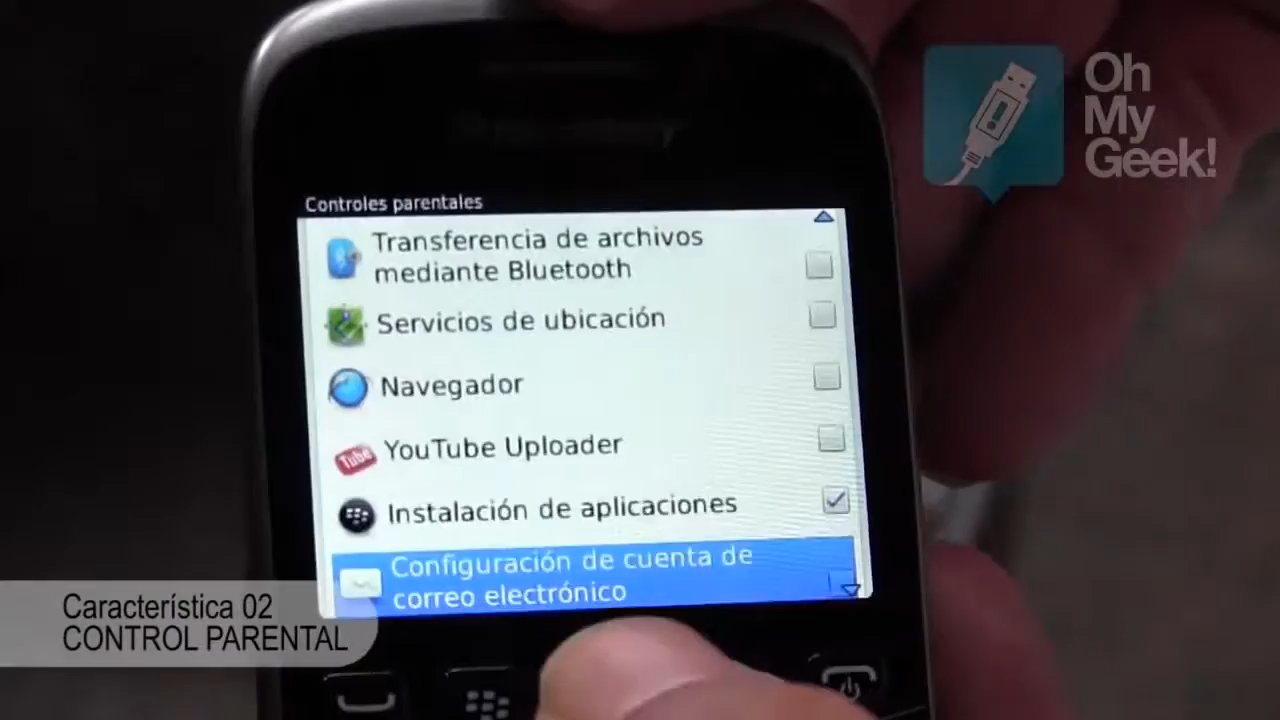 Oh
My
Geek!
Controles parentales
Transferencia de archivos
mediante Bluetooth
Servicios de ubicación
Navegador
YouTube Uploader
Tube
Instalación de aplicaciones
Configuración de cuenta de
correo electrónico
Característica 02
CONTROL PARENTAL